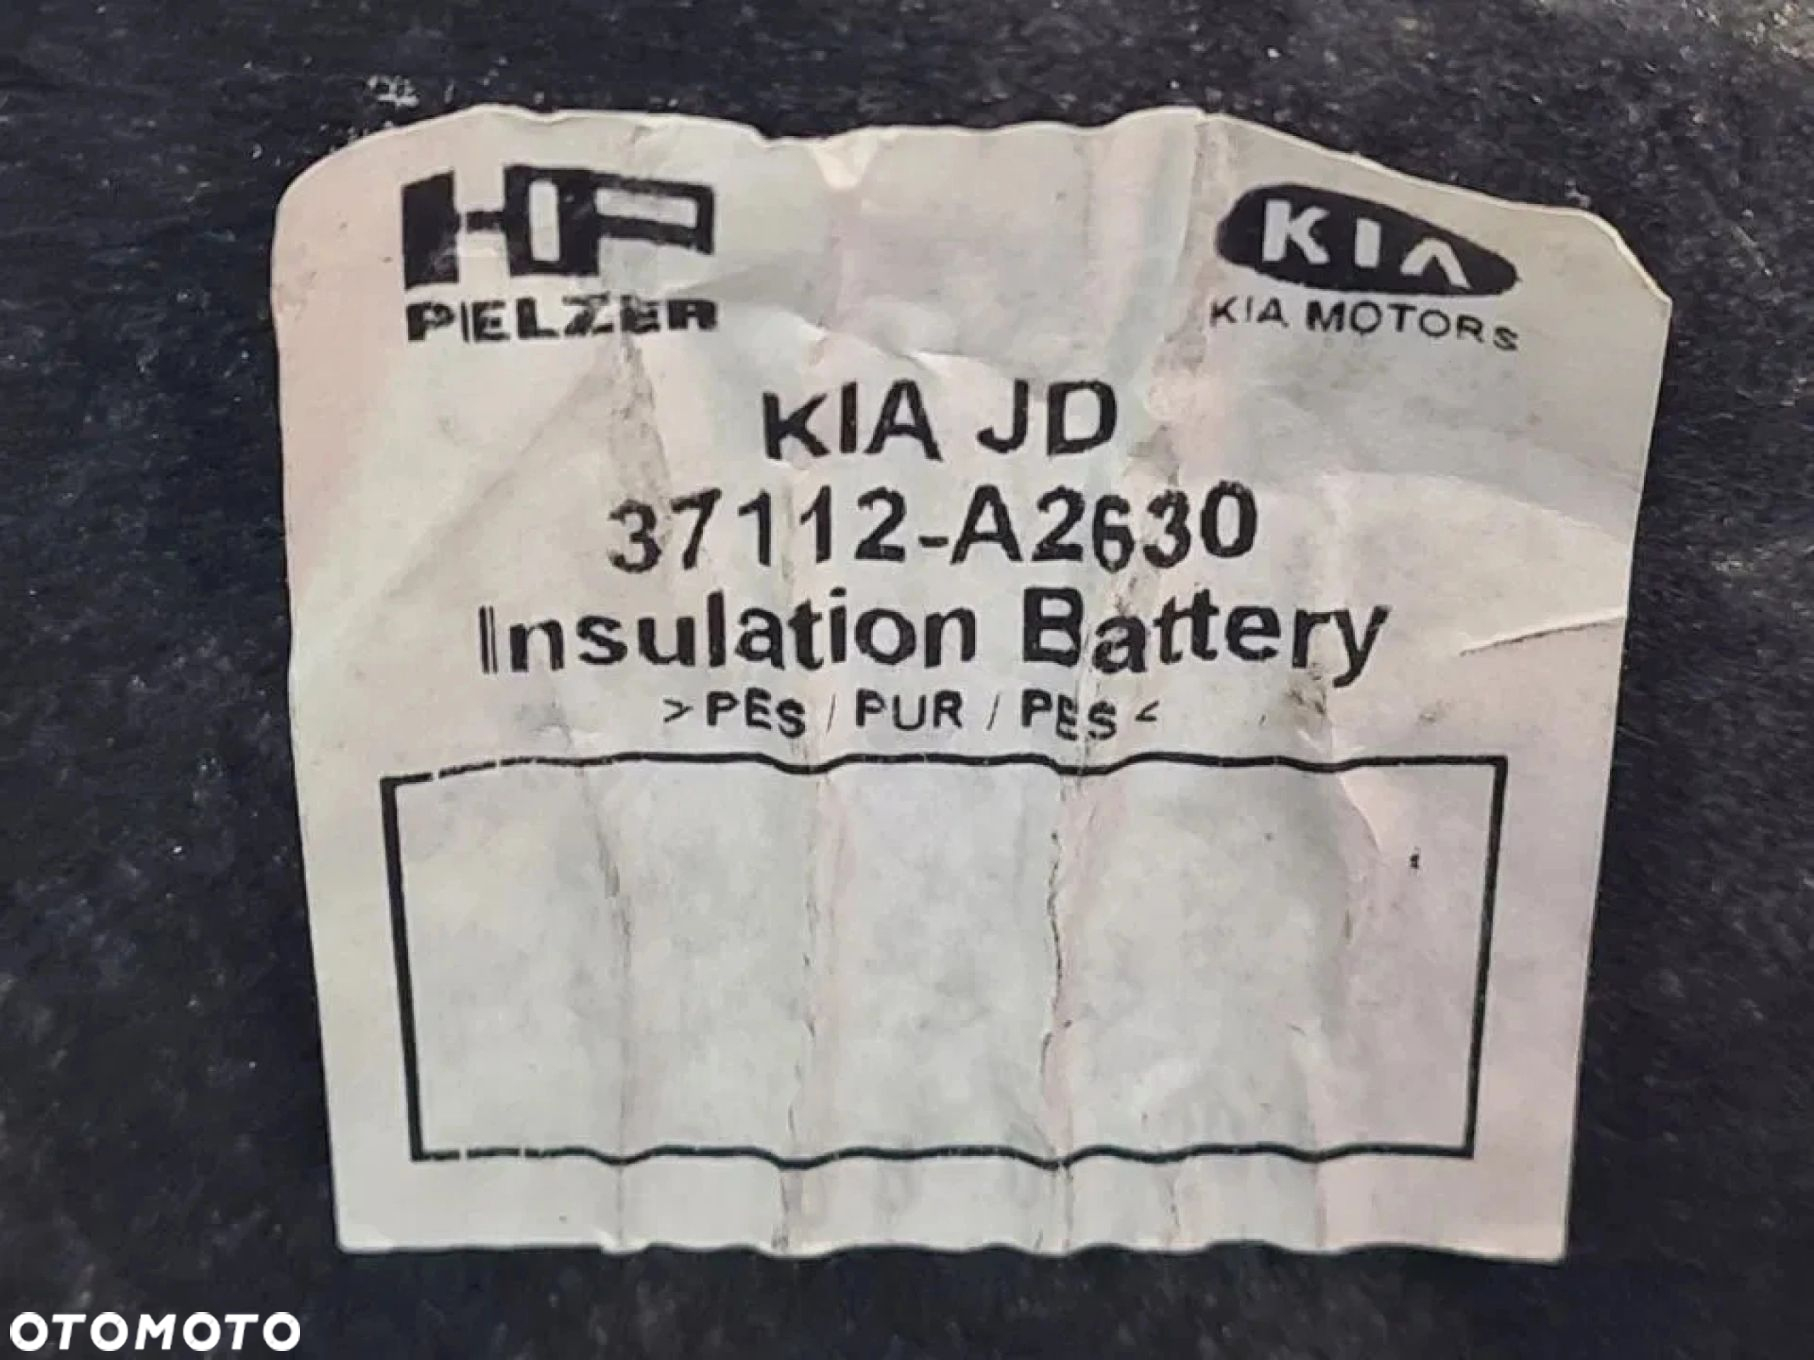 HP
PELZER
KIA
KIA MOTORS
KIA JD
37112-A2630
Insulation Battery
>PES / PUR / PES<
OTOMOTO